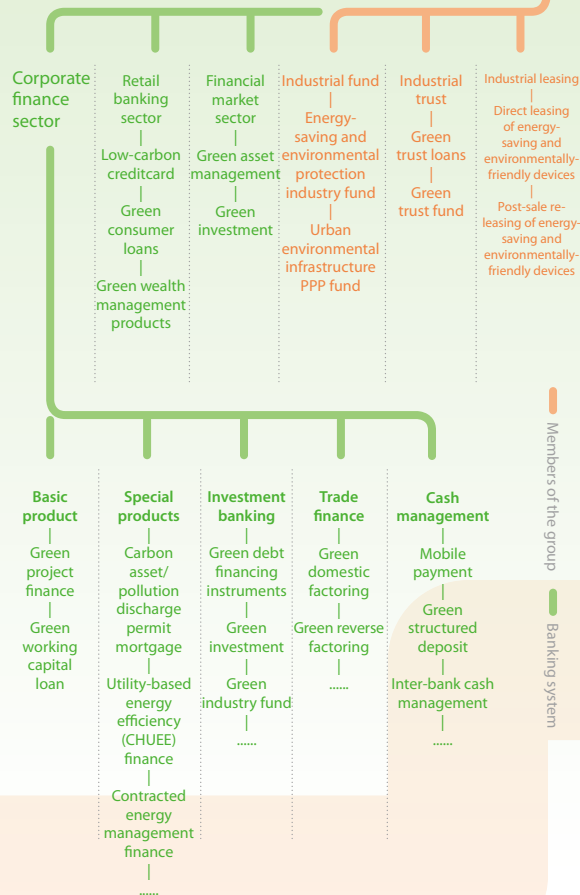 Corporate
finance
sector
Retail
banking
sector
Low-carbon
creditcard
Green
consumer
loans
Green wealth
management
products
Financial
market
sector
Green asset
management
Green
investment
Industrial fund
Energy-
saving and
environmental
protection
industry fund
Urban
environmental
infrastructure
PPP fund
Industrial
trust
Green
trust loans
Green
trust fund
Industrial leasing
Direct leasing
of energy-
saving and
environmentally-
friendly devices
Post-sale re-
leasing of energy-
saving and
environmentally-
friendly devices
Basic
product
Green
project
finance
Green
working
capital
loan
Special
products
Carbon
asset/
pollution
discharge
permit
mortgage
Utility-based
energy
efficiency
(CHUEE)
finance
Contracted
energy
management
finance
......
Investment
banking
Green debt
financing
instruments
Green
investment
Green
industry fund
......
Trade
finance
Green
domestic
factoring
Green reverse
factoring
......
Cash
management
Mobile
payment
Green
structured
deposit
Inter-bank cash
management
......
Members of the group
Banking system